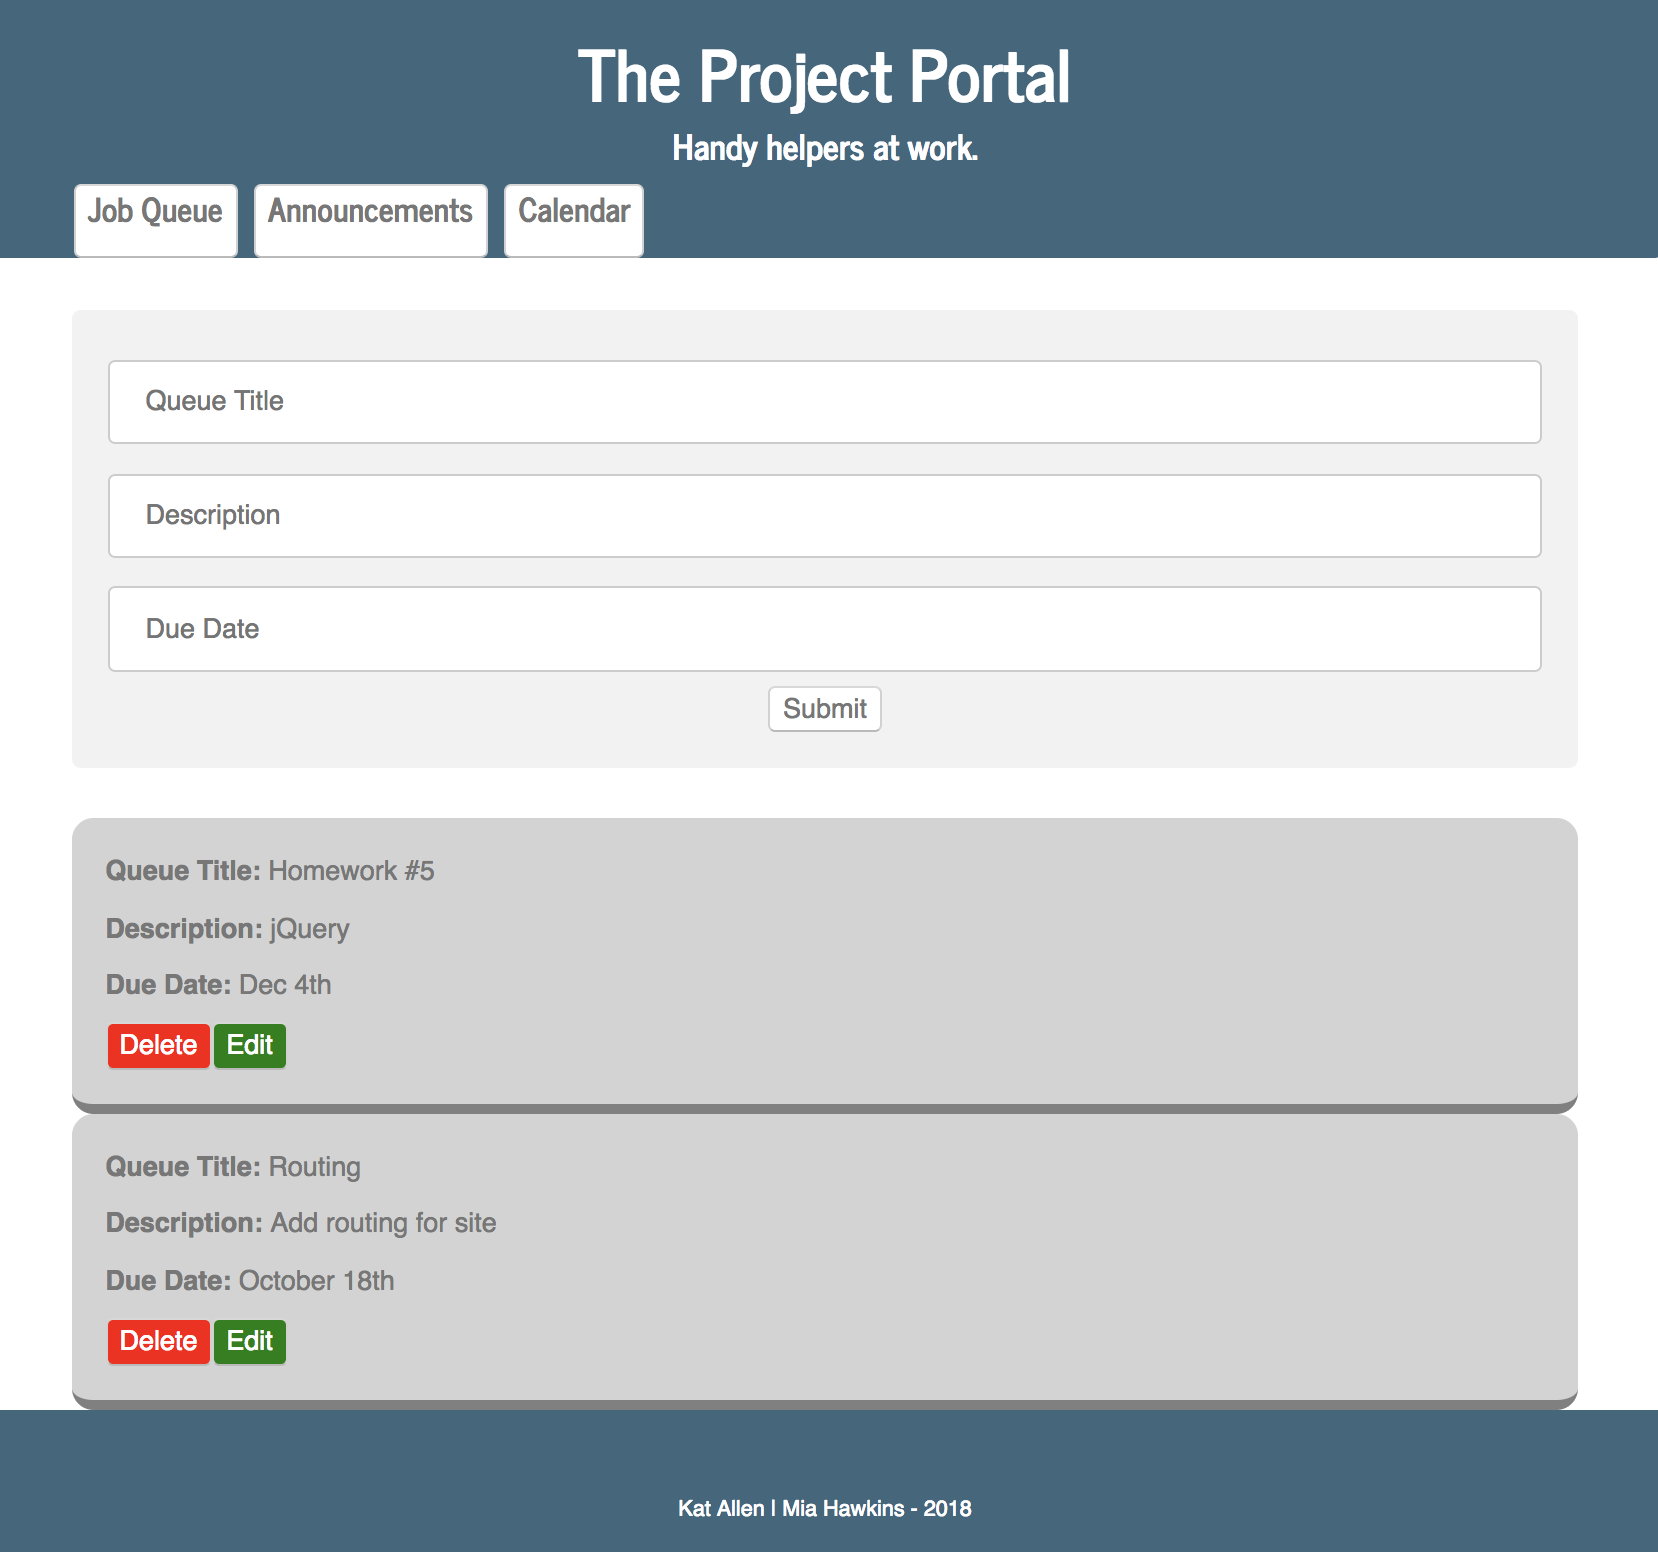 The Project Portal
Handy helpers at work.
Job Queue Announcements Calendar
Queue Title
Description
Due Date
Submit
Queue Title: Homework #5
Description: jQuery
Due Date: Dec 4th
Delete Edit
Queue Title: Routing
Description: Add routing for site
Due Date: October 18th
Delete Edit
Kat Allen | Mia Hawkins - 2018